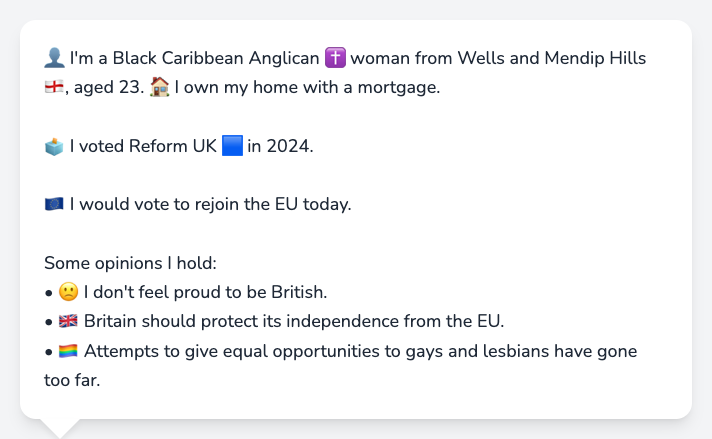 👤 I'm a Black Caribbean Anglican ✝️ woman from Wells and Mendip Hills
🏴󠁧󠁢󠁥󠁮󠁧󠁿, aged 23. 🏠 I own my home with a mortgage.
🗳️ I voted Reform UK 🟦 in 2024.
🇪🇺 I would vote to rejoin the EU today.
Some opinions I hold:
• 🙁 I don't feel proud to be British.
• 🇬🇧 Britain should protect its independence from the EU.
• 🏳️‍🌈 Attempts to give equal opportunities to gays and lesbians have gone
too far.